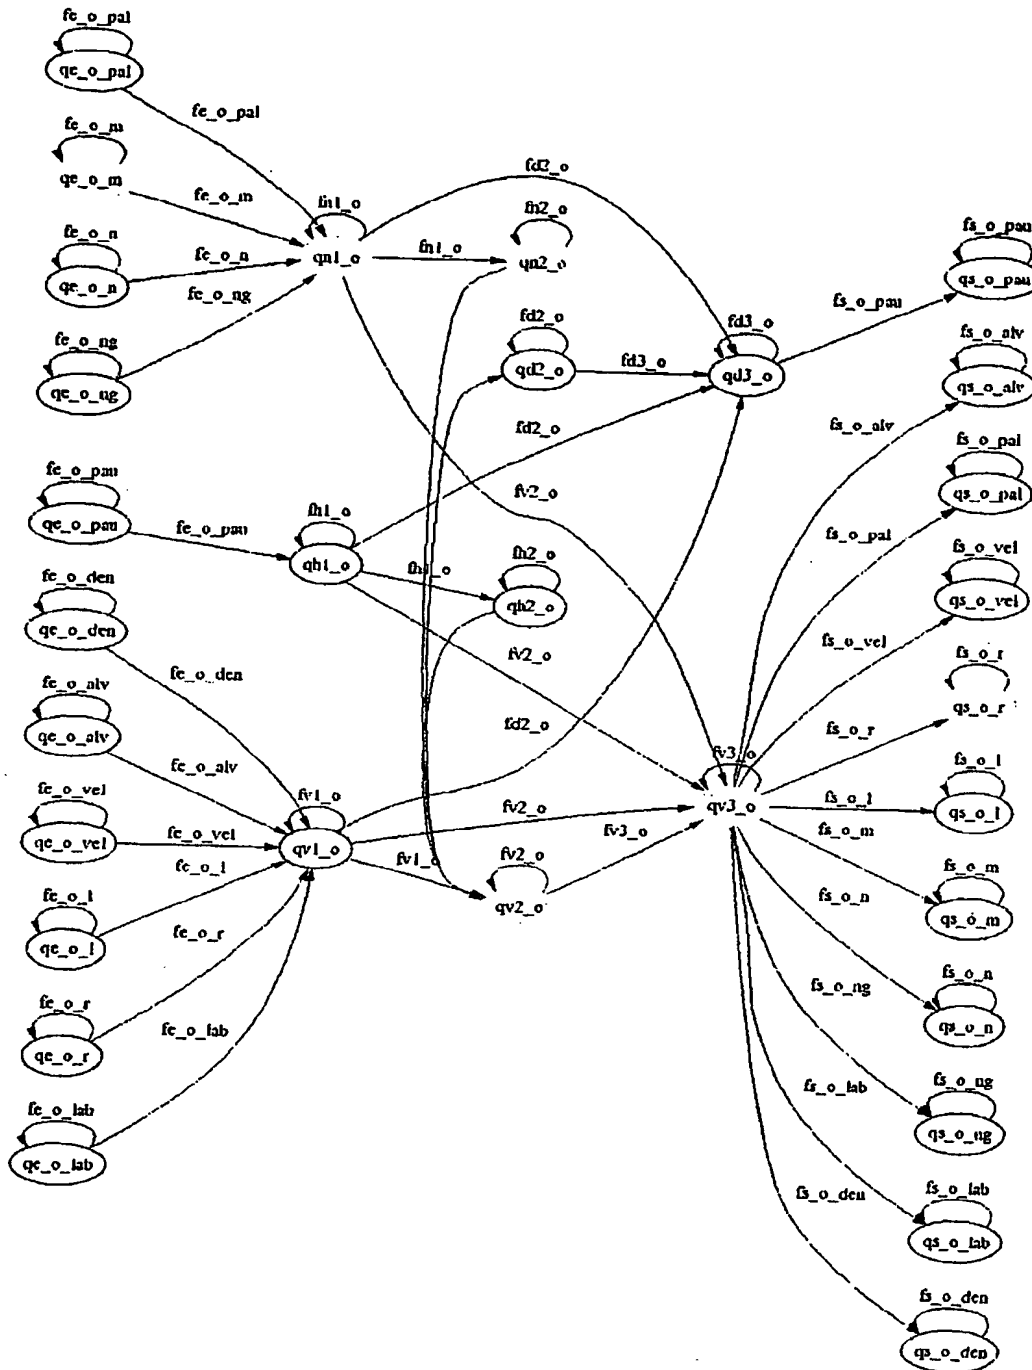 fe_o_pal
qe_o_pal
fe_o_pal
fe_o_m
qe_o_m
fe_o_m
fe_o_n
qe_o_n
fe_o_n
fe_o_ng
fe_o_ng
qe_o_ng
fn1_o
qn1_o
fn1_o
fd2_o
fn2_o
qn2_o
fd2_o
qd2_o
fd3_o
fd3_o
qd3_o
fs_o_pau
fs_o_pau
qs_o_pau
fs_o_alv
qs_o_alv
fs_o_alv
fd2_o
fe_o_pau
qe_o_pau
fe_o_pau
fh1_o
qh1_o
fh1_o
fv2_o
fh2_o
qh2_o
fs_o_pal
qs_o_pal
fs_o_pal
fs_o_vel
qs_o_vel
fs_o_vel
fe_o_den
qe_o_den
fe_o_den
fv2_o
fd2_o
fs_o_r
qs_o_r
fs_o_r
fe_o_alv
qe_o_alv
fe_o_alv
fe_o_vel
qe_o_vel
fe_o_vel
fv1_o
qv1_o
fv2_o
fv1_o
fv3_o
qv3_o
fv3_o
fv2_o
qv2_o
fs_o_l
qs_o_l
fs_o_l
fs_o_m
fs_o_m
qs_o_m
fe_o_l
fe_o_l
qe_o_l
fe_o_r
fe_o_r
qe_o_r
fe_o_lab
fe_o_lab
qe_o_lab
fs_o_n
fs_o_n
qs_o_n
fs_o_ng
fs_o_ng
qs_o_ng
fs_o_lab
fs_o_lab
qs_o_lab
fs_o_den
fs_o_den
qs_o_den